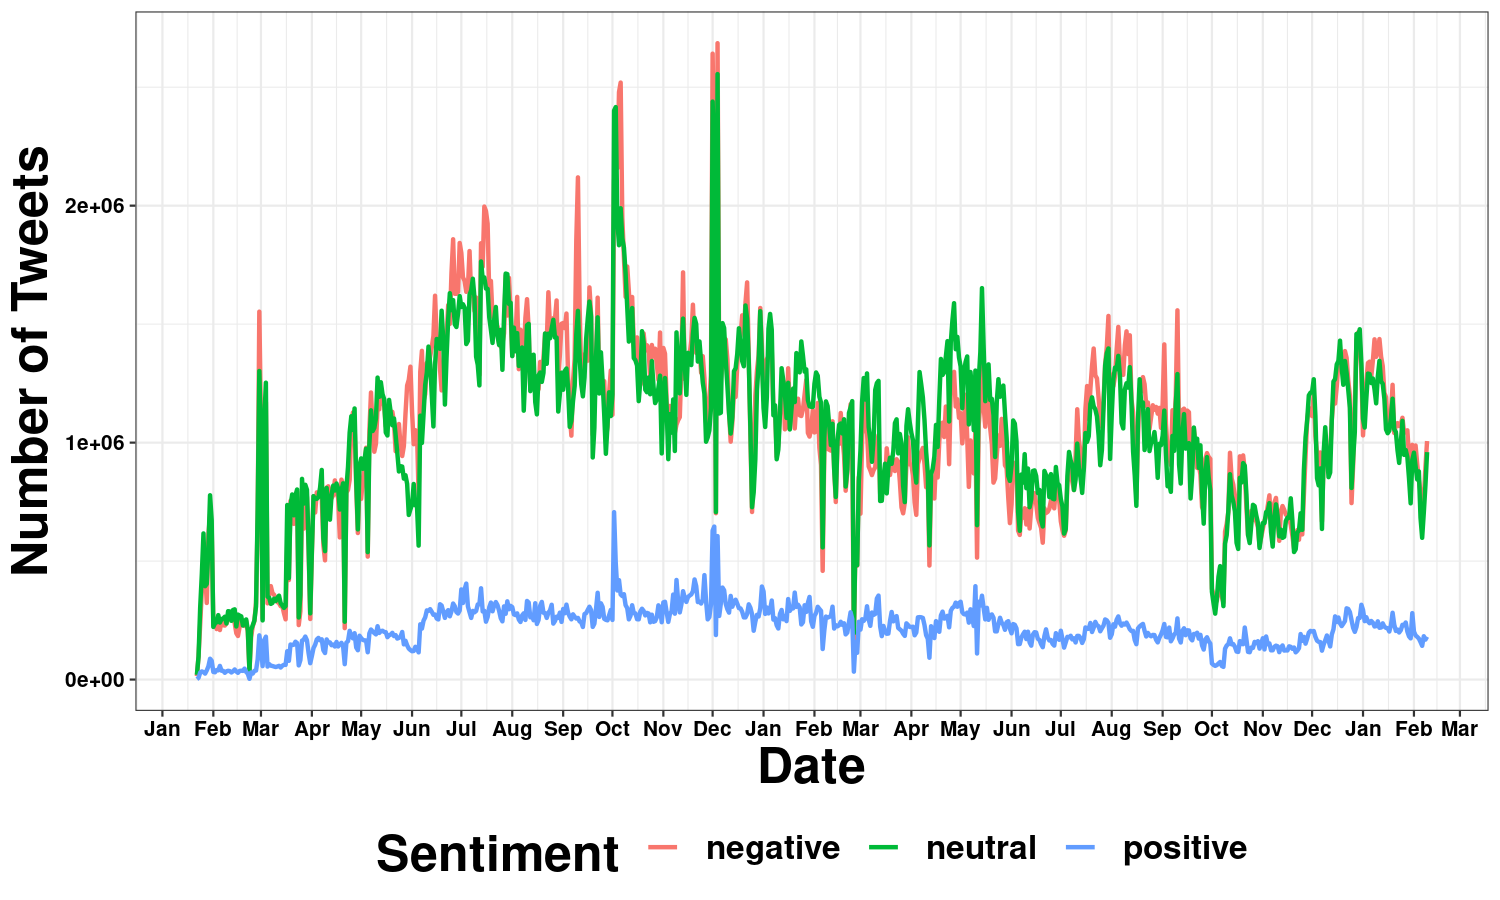 Number of Tweets
2e+06
1e+06
0e+00
Jan Feb Mar Apr May Jun Jul Aug Sep Oct Nov Dec Jan Feb Mar Apr May Jun Jul Aug Sep Oct Nov Dec Jan Feb Mar
Date
Sentiment negative neutral positive